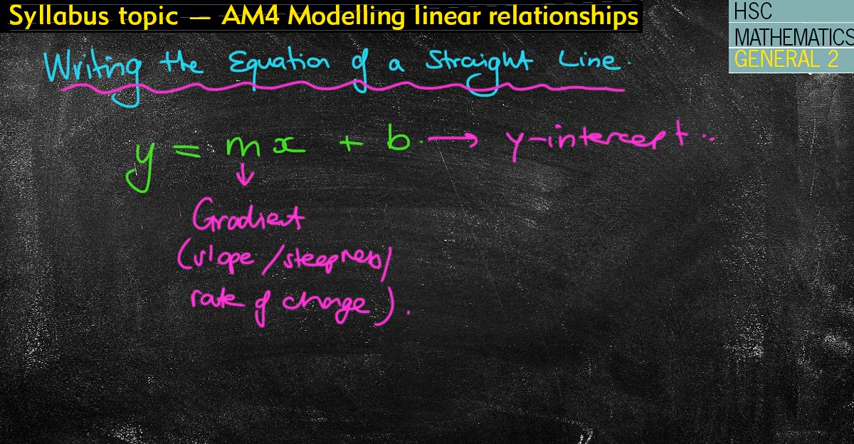 Syllabus topic — AM4 Modelling linear relationships
HSC
MATHEMATICS
GENERAL 2
Writing the Equation of a Straight Line.
y = mx + b. → y-intercept..
↓
Gradient
(slope/steepness/
rate of change).